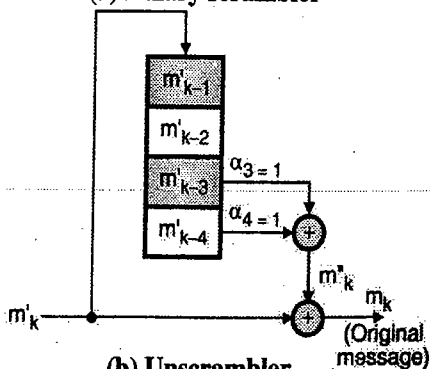 m'k–1
m'k–2
m'k–3
α3 = 1
m'k–4
α4 = 1
+
m"k
m'k
+
mk
(Original
message)
(b) Unscrambler